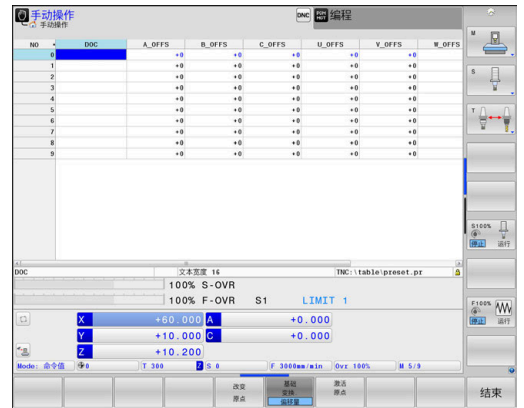 手动操作
手动操作
DNC
编程
NO DOC A_OFFS B_OFFS C_OFFS U_OFFS V_OFFS W_OFFS
0 +0 +0 +0 +0 +0
1 +0 +0 +0 +0 +0
2 +0 +0 +0 +0 +0
3 +0 +0 +0 +0 +0
4 +0 +0 +0 +0 +0
5 +0 +0 +0 +0 +0
6 +0 +0 +0 +0 +0
7 +0 +0 +0 +0 +0
8 +0 +0 +0 +0 +0
9 +0 +0 +0 +0 +0
DOC 文本宽度 16 TNC:\table\preset.pr
100% S-OVR
100% F-OVR S1 LIMIT 1
X +60.000 A +0.000
Y +10.000 C +0.000
Z +10.200
Mode: 命令值 0 T 300 Z S 0 F 3000mm/min Ovr 100% M 5/9
改变
原点
基础
变换.
偏移量
激活
原点
结束
M
S
T
S100%
停止 运行
F100%
停止 运行